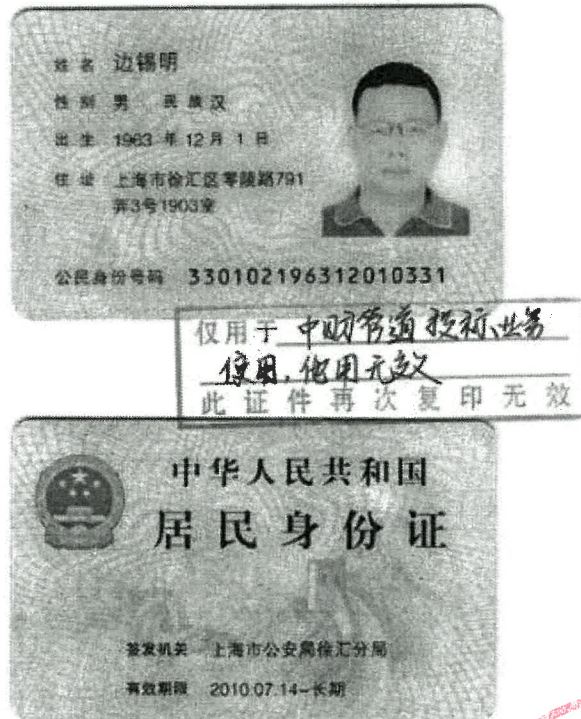 姓名 边锡明
性别 男 民族 汉
出生 1963 年 12 月 1 日
住址 上海市徐汇区零陵路791
弄3号1903室
公民身份号码 330102196312010331
仅用于 中财管道投标业务
使用,他用无效
此证件再次复印无效
中华人民共和国
居民身份证
签发机关 上海市公安局徐汇分局
有效期限 2010.07.14-长期